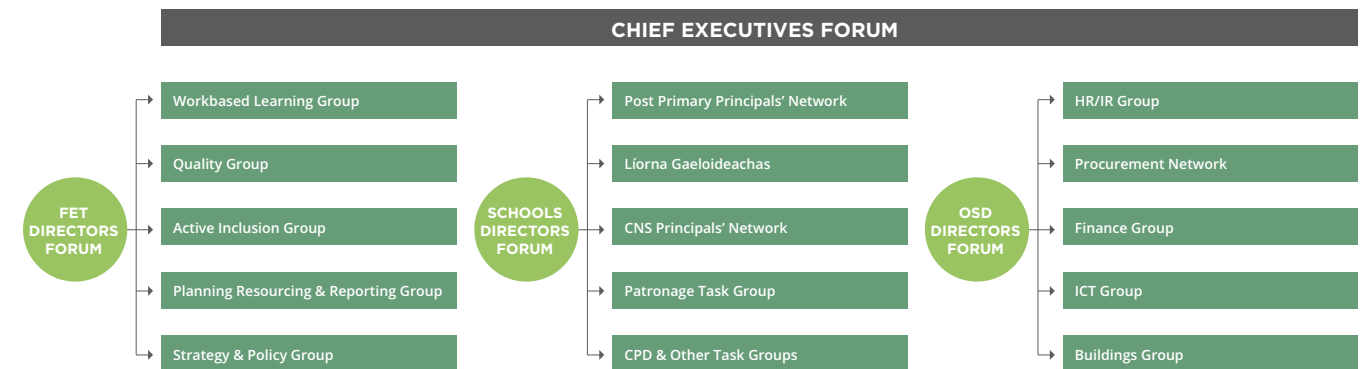 CHIEF EXECUTIVES FORUM
FET
DIRECTORS
FORUM
Workbased Learning Group
Quality Group
Active Inclusion Group
Planning Resourcing & Reporting Group
Strategy & Policy Group
SCHOOLS
DIRECTORS
FORUM
Post Primary Principals’ Network
Líorna Gaeloideachas
CNS Principals’ Network
Patronage Task Group
CPD & Other Task Groups
OSD
DIRECTORS
FORUM
HR/IR Group
Procurement Network
Finance Group
ICT Group
Buildings Group